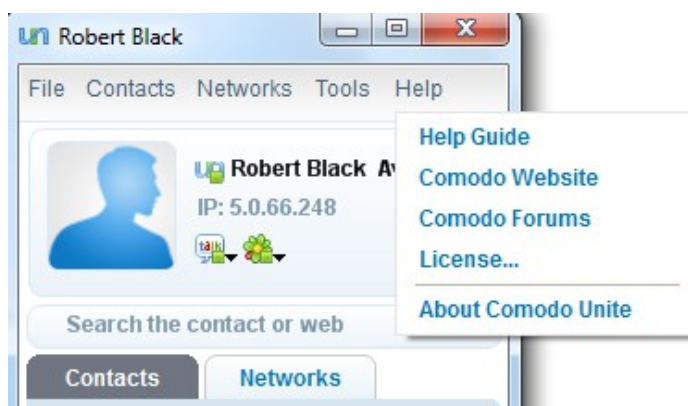 Robert Black
File Contacts Networks Tools Help
Help Guide
Comodo Website
Comodo Forums
License...
About Comodo Unite
Robert Black
IP: 5.0.66.248
talk
Search the contact or web
Contacts Networks